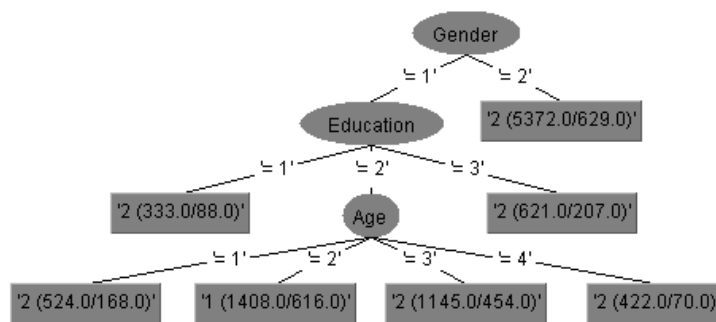 Gender
'= 1' '= 2'
Education '2 (5372.0/629.0)'
'= 1' '= 2' '= 3'
'2 (333.0/88.0)' Age '2 (621.0/207.0)'
'= 1' '= 2' '= 3' '= 4'
'2 (524.0/168.0)' '1 (1408.0/616.0)' '2 (1145.0/454.0)' '2 (422.0/70.0)